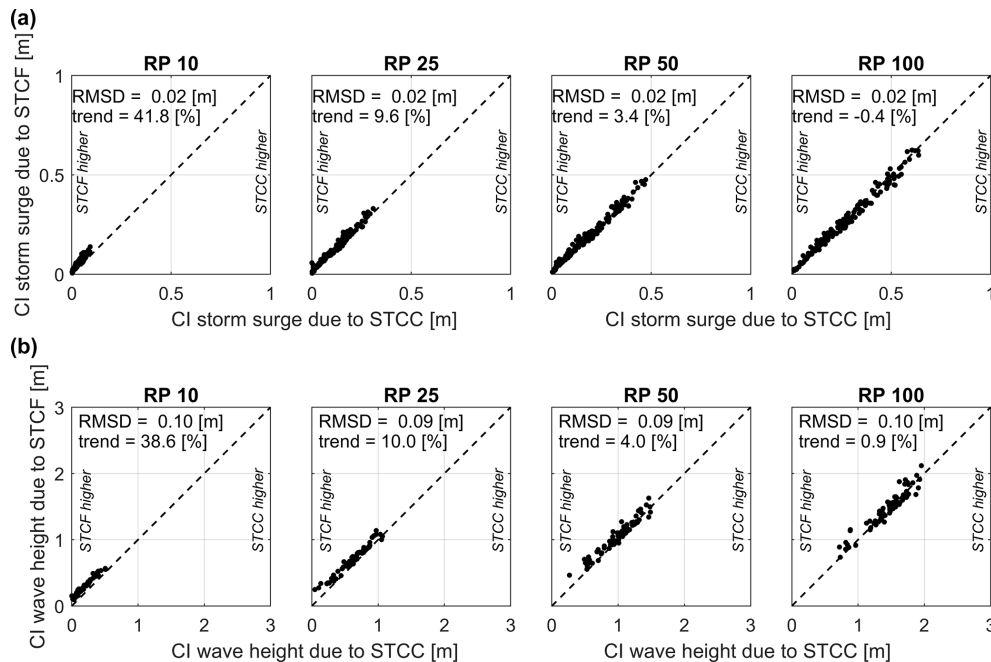 (a)
CI storm surge due to STCF [m]
RP 10
RP 25
RP 50
RP 100
1
0.5
0
RMSD =  0.02 [m]
trend = 41.8 [%]
STCF higher
STCC higher
0
0.5
1
RMSD =  0.02 [m]
trend = 9.6 [%]
STCF higher
STCC higher
0
0.5
1
RMSD =  0.02 [m]
trend = 3.4 [%]
STCF higher
STCC higher
0
0.5
1
RMSD =  0.02 [m]
trend = -0.4 [%]
STCF higher
STCC higher
0
0.5
1
CI storm surge due to STCC [m]
CI storm surge due to STCC [m]
(b)
CI wave height due to STCF [m]
RP 10
RP 25
RP 50
RP 100
3
2
1
0
RMSD =  0.10 [m]
trend = 38.6 [%]
STCF higher
STCC higher
0
1
2
3
RMSD =  0.09 [m]
trend = 10.0 [%]
STCF higher
STCC higher
0
1
2
3
RMSD =  0.09 [m]
trend = 4.0 [%]
STCF higher
STCC higher
0
1
2
3
RMSD =  0.10 [m]
trend = 0.9 [%]
STCF higher
STCC higher
0
1
2
3
CI wave height due to STCC [m]
CI wave height due to STCC [m]